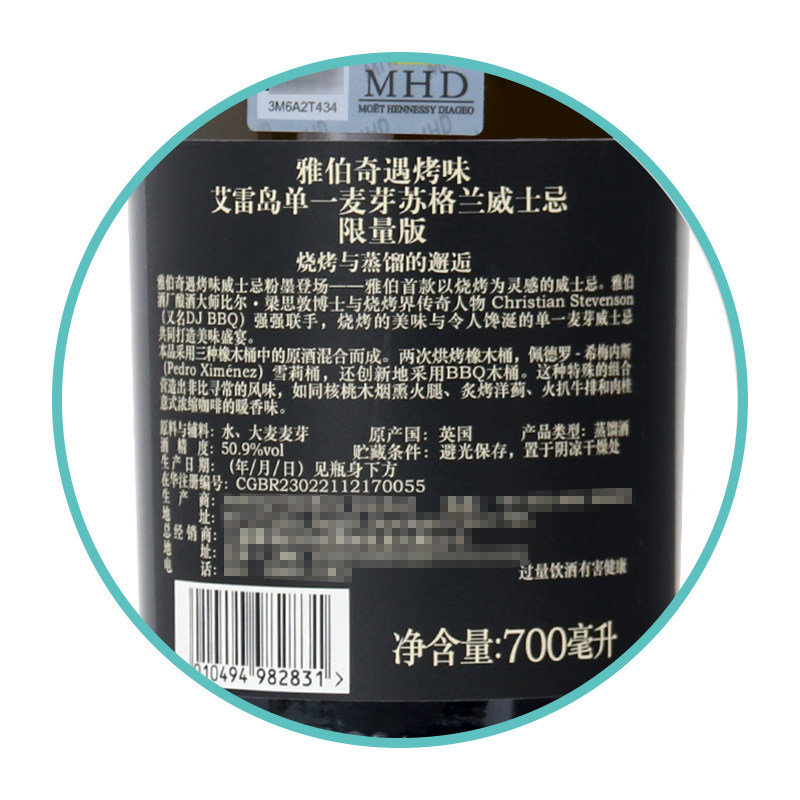 3M6A2T434
MHD
MOËT HENNESSY DIAGEO
雅伯奇遇烤味
艾雷岛单一麦芽苏格兰威士忌
限量版
烧烤与蒸馏的邂逅
雅伯奇遇烤味威士忌粉墨登场——雅伯首款以烧烤为灵感的威士忌。雅伯
酒厂酿酒大师比尔·梁思敦博士与烧烤界传奇人物 Christian Stevenson
(又名DJ BBQ) 强强联手，烧烤的美味与令人馋涎的单一麦芽威士忌
共同打造美味盛宴。
本品采用三种橡木桶中的原酒混合而成。两次烘烤橡木桶，佩德罗-希梅内斯
(Pedro Ximénez) 雪莉桶，还创新地采用BBQ木桶。这种特殊的组合
营造出非比寻常的风味，如同核桃木烟熏火腿、炙烤洋蓟、火扒牛排和肉桂
意式浓缩咖啡的暖香味。
原料与辅料: 水、大麦麦芽 原产国: 英国 产品类型: 蒸馏酒
酒精度: 50.9%vol 贮藏条件: 避光保存，置于阴凉干燥处
生产日期: (年/月/日) 见瓶身下方
在华注册编号: CGBR23022112170055
生产商:
地址:
总经销商:
地址:
电话:
过量饮酒有害健康
净含量:700毫升
010494 982831 >